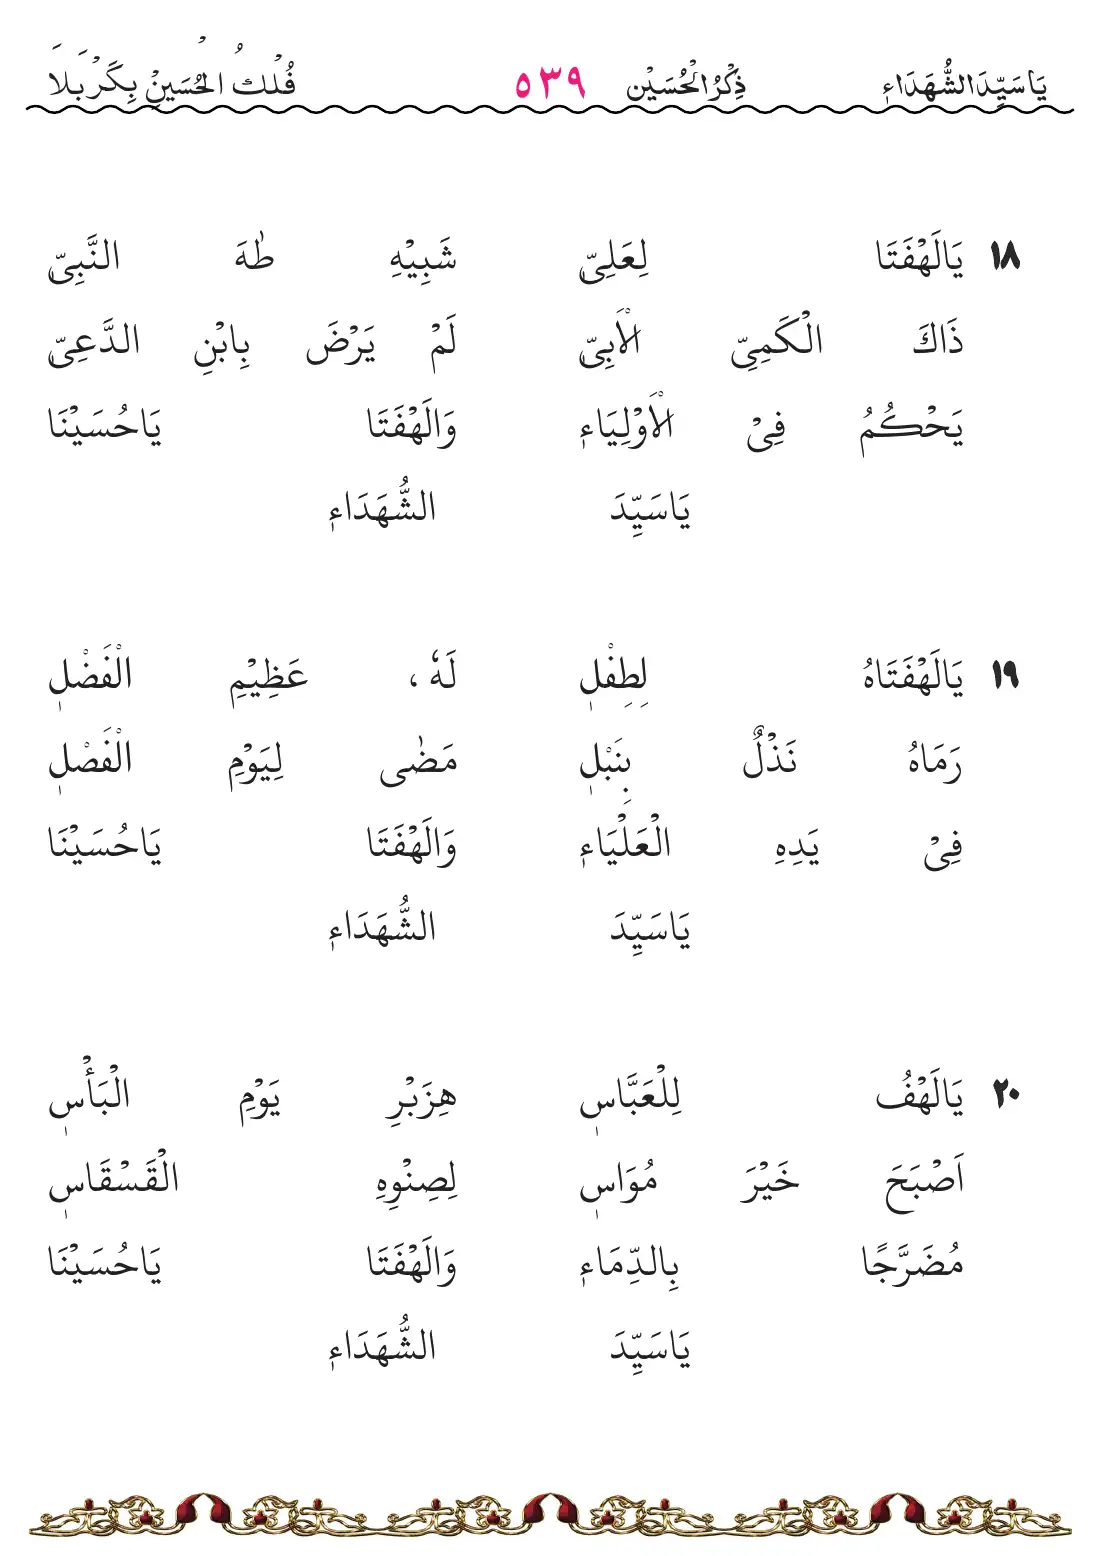 يَاسَيِّدَالشُّهَدَاءِ ذِكْرُالْحُسَيْن ٥٣٩ فُلْكُ الْحُسَيْنِ بِكَرْبَلاَ
١٨ يَالَهْفَتَا لِعَلِيّ شَبِيْهِ طٰهَ النَّبِيّ
ذَاكَ الْكَمِيّ الْاَبِيّ لَمْ يَرْضَ بِابْنِ الدَّعِيّ
يَحْكُمُ فِيْ الْاَوْلِيَاءِ وَالَهْفَتَا يَاحُسَيْنَا
يَاسَيِّدَ الشُّهَدَاءِ
١٩ يَالَهْفَتَاهُ لِطِفْلٍ لَهٗ ، عَظِيْمِ الْفَضْلِ
رَمَاهُ نَذْلٌ بِنَبْلٍ مَضٰى لِيَوْمِ الْفَصْلِ
فِيْ يَدِهِ الْعَلْيَاءِ وَالَهْفَتَا يَاحُسَيْنَا
يَاسَيِّدَ الشُّهَدَاءِ
٢٠ يَالَهْفُ لِلْعَبَّاسِ هِزَبْرِ يَوْمِ الْبَأْسِ
اَصْبَحَ خَيْرَ مُوَاسٍ لِصِنْوِهِ الْقَسْقَاسِ
مُضَرَّجًا بِالدِّمَاءِ وَالَهْفَتَا يَاحُسَيْنَا
يَاسَيِّدَ الشُّهَدَاءِ